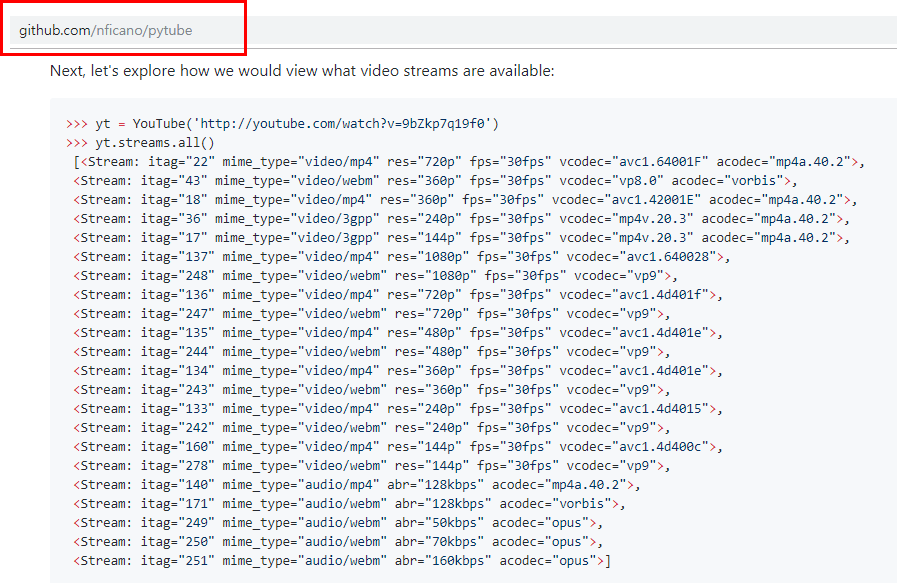 github.com/nficano/pytube
Next, let's explore how we would view what video streams are available:
>>> yt = YouTube('http://youtube.com/watch?v=9bZkp7q19f0')
>>> yt.streams.all()
[<Stream: itag="22" mime_type="video/mp4" res="720p" fps="30fps" vcodec="avc1.64001F" acodec="mp4a.40.2">,
<Stream: itag="43" mime_type="video/webm" res="360p" fps="30fps" vcodec="vp8.0" acodec="vorbis">,
<Stream: itag="18" mime_type="video/mp4" res="360p" fps="30fps" vcodec="avc1.42001E" acodec="mp4a.40.2">,
<Stream: itag="36" mime_type="video/3gpp" res="240p" fps="30fps" vcodec="mp4v.20.3" acodec="mp4a.40.2">,
<Stream: itag="17" mime_type="video/3gpp" res="144p" fps="30fps" vcodec="mp4v.20.3" acodec="mp4a.40.2">,
<Stream: itag="137" mime_type="video/mp4" res="1080p" fps="30fps" vcodec="avc1.640028">,
<Stream: itag="248" mime_type="video/webm" res="1080p" fps="30fps" vcodec="vp9">,
<Stream: itag="136" mime_type="video/mp4" res="720p" fps="30fps" vcodec="avc1.4d401f">,
<Stream: itag="247" mime_type="video/webm" res="720p" fps="30fps" vcodec="vp9">,
<Stream: itag="135" mime_type="video/mp4" res="480p" fps="30fps" vcodec="avc1.4d401e">,
<Stream: itag="244" mime_type="video/webm" res="480p" fps="30fps" vcodec="vp9">,
<Stream: itag="134" mime_type="video/mp4" res="360p" fps="30fps" vcodec="avc1.4d401e">,
<Stream: itag="243" mime_type="video/webm" res="360p" fps="30fps" vcodec="vp9">,
<Stream: itag="133" mime_type="video/mp4" res="240p" fps="30fps" vcodec="avc1.4d4015">,
<Stream: itag="242" mime_type="video/webm" res="240p" fps="30fps" vcodec="vp9">,
<Stream: itag="160" mime_type="video/mp4" res="144p" fps="30fps" vcodec="avc1.4d400c">,
<Stream: itag="278" mime_type="video/webm" res="144p" fps="30fps" vcodec="vp9">,
<Stream: itag="140" mime_type="audio/mp4" abr="128kbps" acodec="mp4a.40.2">,
<Stream: itag="171" mime_type="audio/webm" abr="128kbps" acodec="vorbis">,
<Stream: itag="249" mime_type="audio/webm" abr="50kbps" acodec="opus">,
<Stream: itag="250" mime_type="audio/webm" abr="70kbps" acodec="opus">,
<Stream: itag="251" mime_type="audio/webm" abr="160kbps" acodec="opus">]